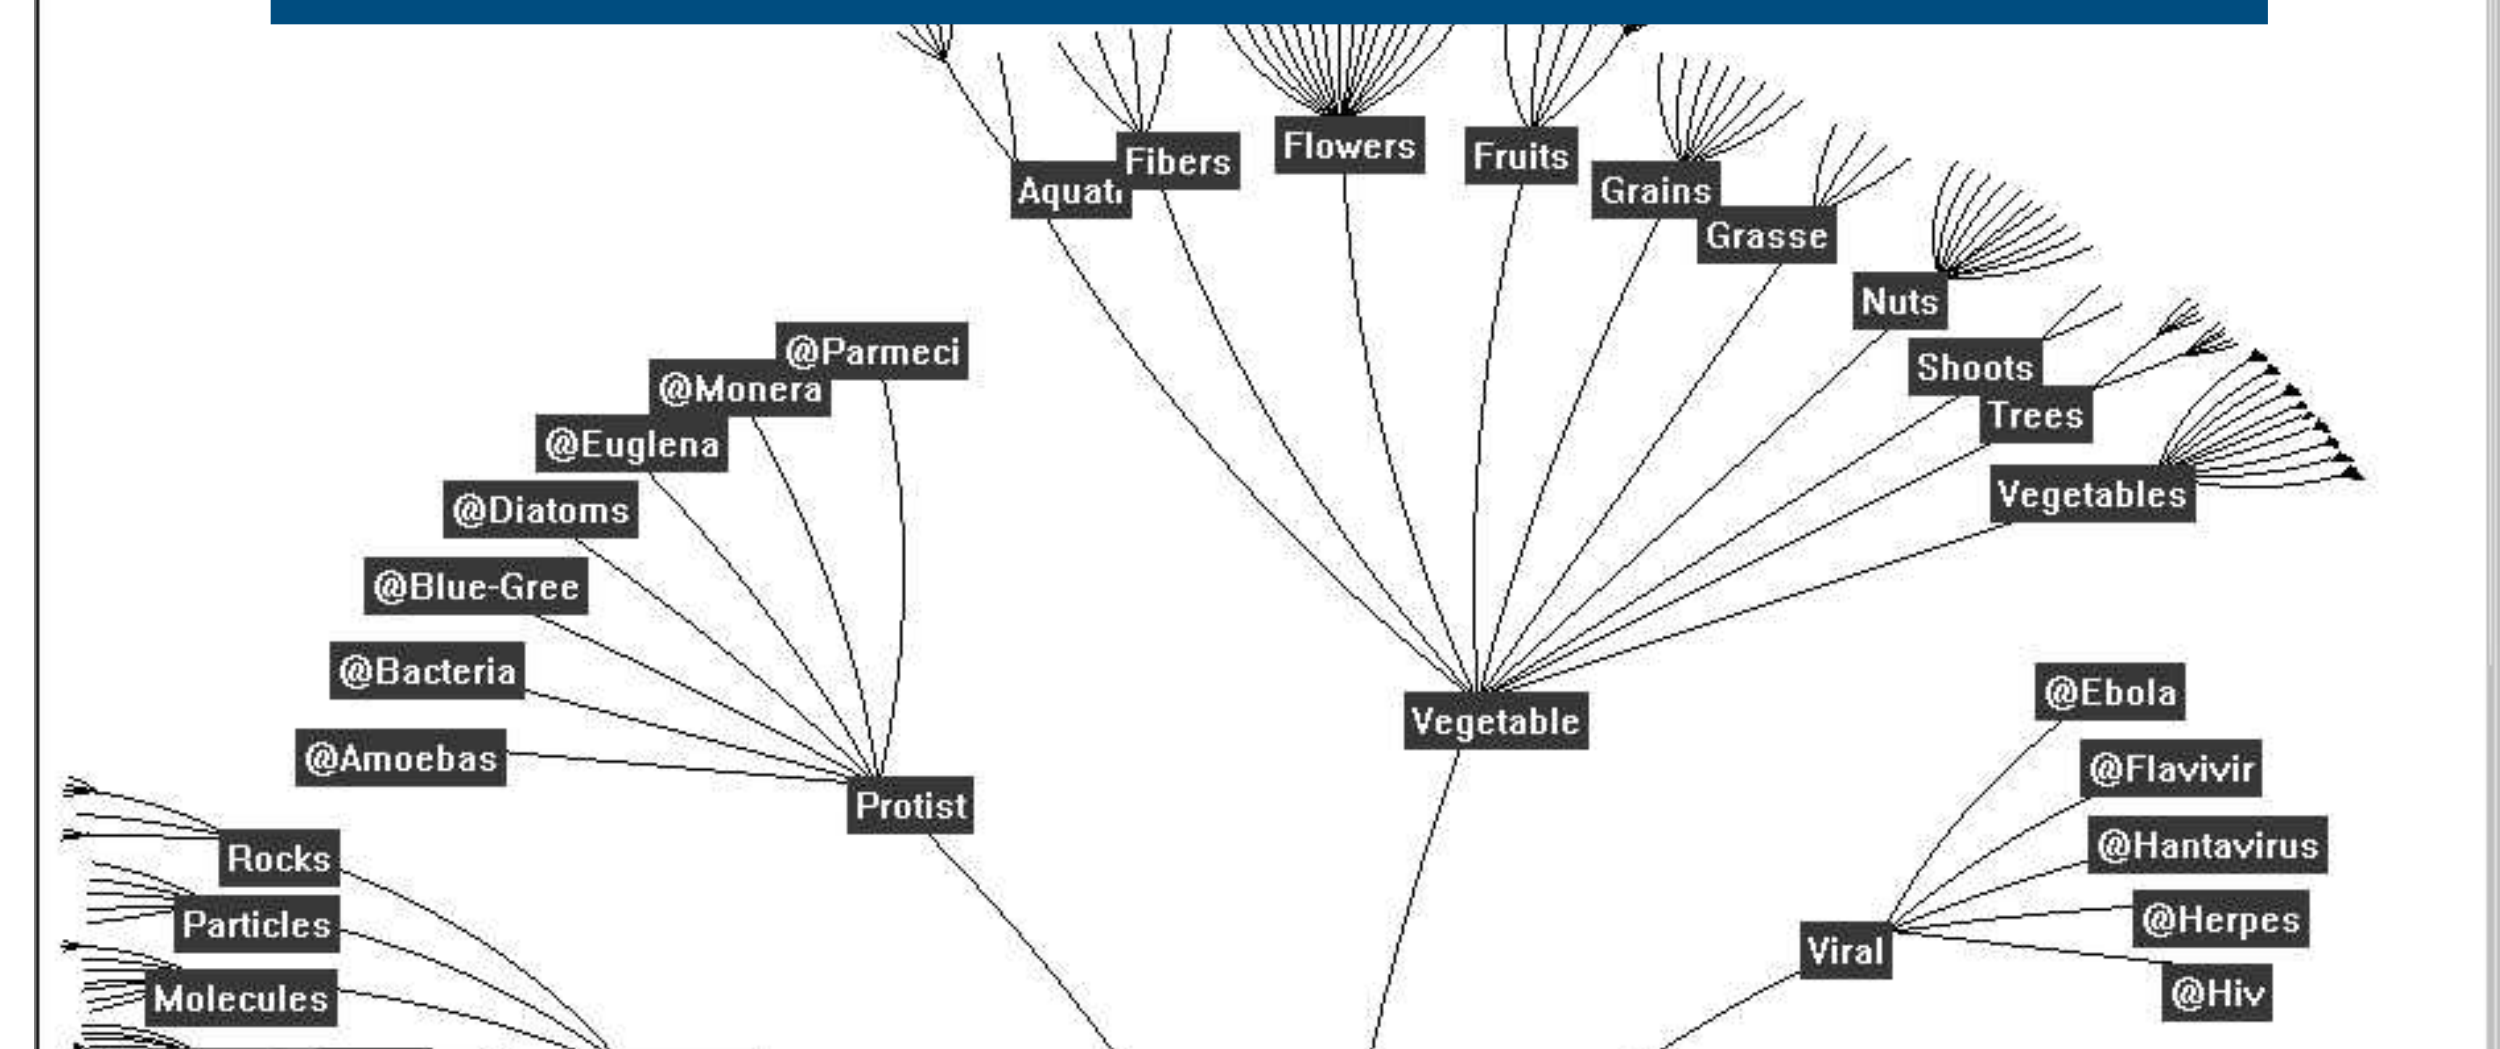 Flowers
Fruits
Fibers
Aquati
Grains
Grasse
Nuts
@Parmeci
Shoots
@Monera
Trees
@Euglena
Vegetables
@Diatoms
@Blue-Gree
@Bacteria
@Ebola
Vegetable
@Amoebas
@Flavivir
Protist
@Hantavirus
Rocks
@Herpes
Particles
Viral
@Hiv
Molecules